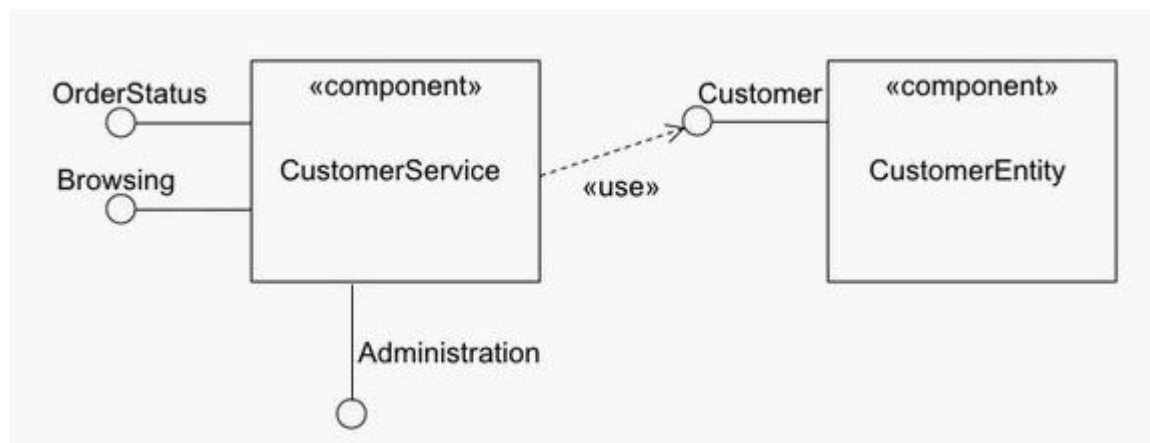 OrderStatus
Browsing
«component»
CustomerService
Administration
«use»
Customer
«component»
CustomerEntity